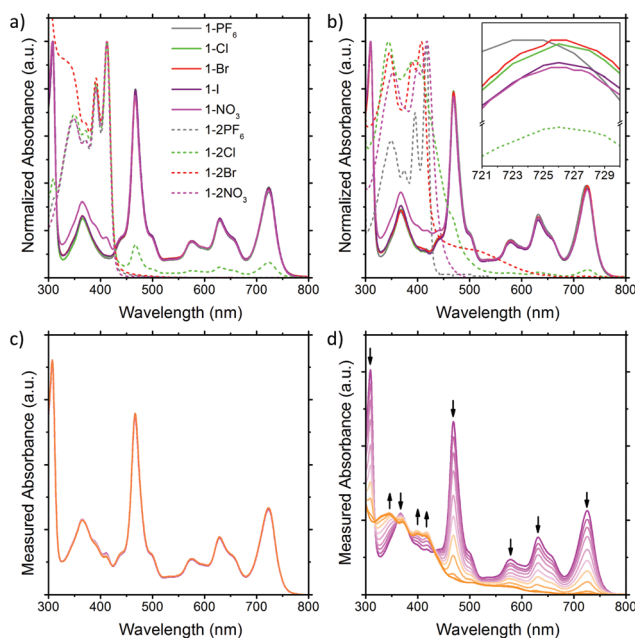 a)
Normalized Absorbance (a.u.)
1-PF₆
1-Cl
1-Br
1-I
1-NO₃
1-2PF₆
1-2Cl
1-2Br
1-2NO₃
300 400 500 600 700 800
Wavelength (nm)
b)
Normalized Absorbance (a.u.)
721 723 725 727 729
300 400 500 600 700 800
Wavelength (nm)
c)
Measured Absorbance (a.u.)
300 400 500 600 700 800
Wavelength (nm)
d)
Measured Absorbance (a.u.)
300 400 500 600 700 800
Wavelength (nm)